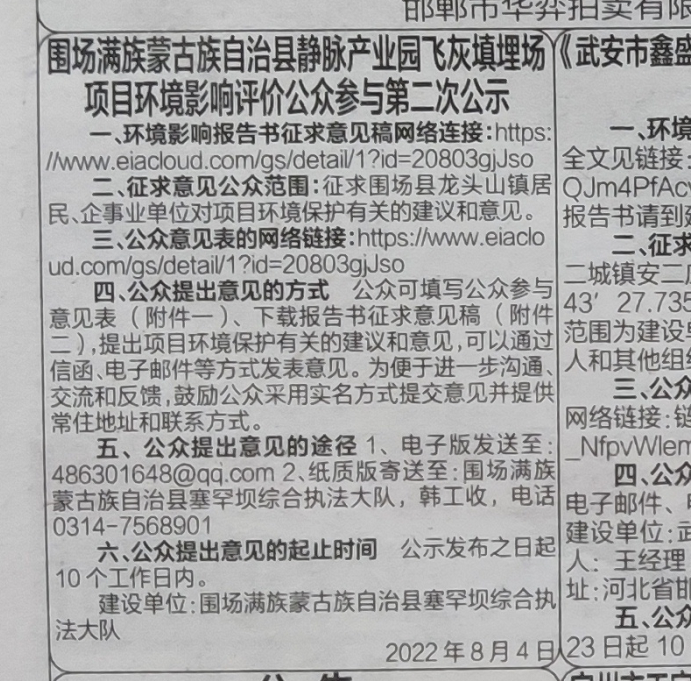 邯郸市华弈拍卖有限
围场满族蒙古族自治县静脉产业园飞灰填埋场
项目环境影响评价公众参与第二次公示
一、环境影响报告书征求意见稿网络连接:https:
//www.eiacloud.com/gs/detail/1?id=20803gjJso
二、征求意见公众范围:征求围场县龙头山镇居
民、企事业单位对项目环境保护有关的建议和意见。
三、公众意见表的网络链接:https://www.eiaclo
ud.com/gs/detail/1?id=20803gjJso
四、公众提出意见的方式 公众可填写公众参与
意见表（附件一）、下载报告书征求意见稿（附件
二）,提出项目环境保护有关的建议和意见,可以通过
信函、电子邮件等方式发表意见。为便于进一步沟通、
交流和反馈,鼓励公众采用实名方式提交意见并提供
常住地址和联系方式。
五、公众提出意见的途径 1、电子版发送至:
486301648@qq.com 2、纸质版寄送至:围场满族
蒙古族自治县塞罕坝综合执法大队，韩工收，电话
0314-7568901
六、公众提出意见的起止时间 公示发布之日起
10个工作日内。
建设单位:围场满族蒙古族自治县塞罕坝综合执
法大队
2022年8月4日
《武安市鑫盛
一、环境
全文见链接:
QJm4PfAcv
报告书请到
二、征求
二城镇安二
43′ 27.735
范围为建设
人和其他组
三、公众
网络链接:链
_NfpvWlem
四、公众
电子邮件、
建设单位:武
人: 王经理
址:河北省邯
五、公众
23日起10
公告